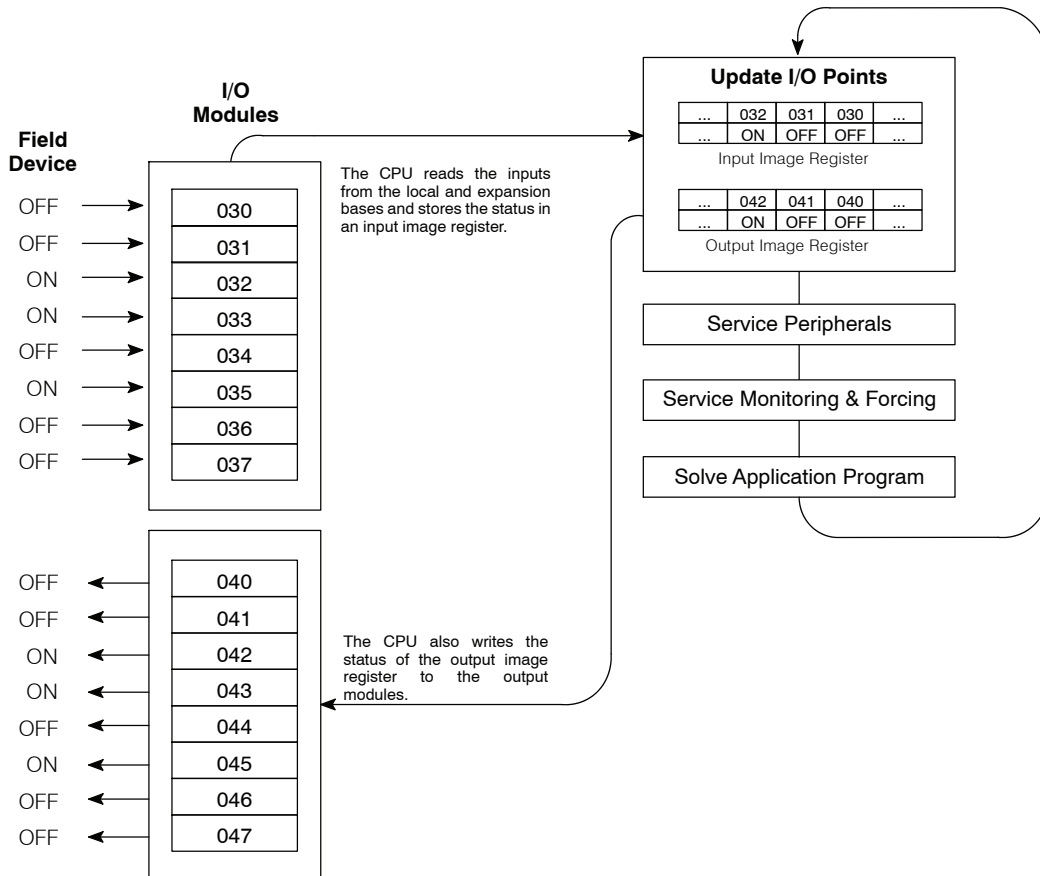 I/O
Modules
Field
Device
OFF
030
OFF
031
ON
032
ON
033
OFF
034
ON
035
OFF
036
OFF
037
The CPU reads the inputs
from the local and expansion
bases and stores the status in
an input image register.
Update I/O Points
... 032 031 030 ...
... ON OFF OFF ...
Input Image Register
... 042 041 040 ...
... ON OFF OFF ...
Output Image Register
Service Peripherals
Service Monitoring & Forcing
Solve Application Program
OFF
040
OFF
041
ON
042
ON
043
OFF
044
ON
045
OFF
046
OFF
047
The CPU also writes the
status of the output image
register to the output
modules.